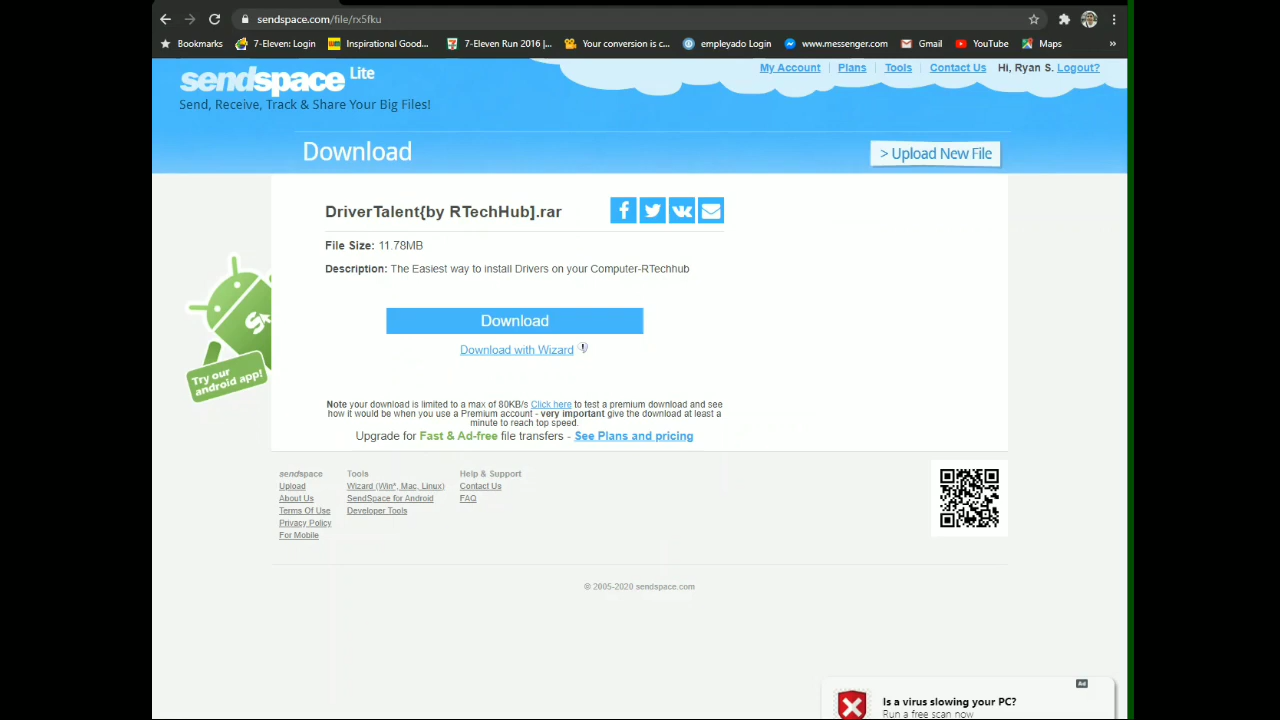 sendspace.com/file/rx5fku
Bookmarks 7-Eleven: Login Inspirational Good... 7-Eleven Run 2016 |... Your conversion is c... empleyado Login www.messenger.com Gmail YouTube Maps »
sendspace Lite
My Account Plans Tools Contact Us Hi, Ryan S. Logout?
Send, Receive, Track & Share Your Big Files!
Download
> Upload New File
DriverTalent{by RTechHub].rar
File Size: 11.78MB
Description: The Easiest way to install Drivers on your Computer-RTechhub
Download
Download with Wizard
Try our
android app!
Note your download is limited to a max of 80KB/s Click here to test a premium download and see
how it would be when you use a Premium account - very important give the download at least a
minute to reach top speed.
Upgrade for Fast & Ad-free file transfers - See Plans and pricing
sendspace
Upload
About Us
Terms Of Use
Privacy Policy
For Mobile
Tools
Wizard (Win*, Mac, Linux)
SendSpace for Android
Developer Tools
Help & Support
Contact Us
FAQ
© 2005-2020 sendspace.com
Ad
Is a virus slowing your PC?
Run a free scan now